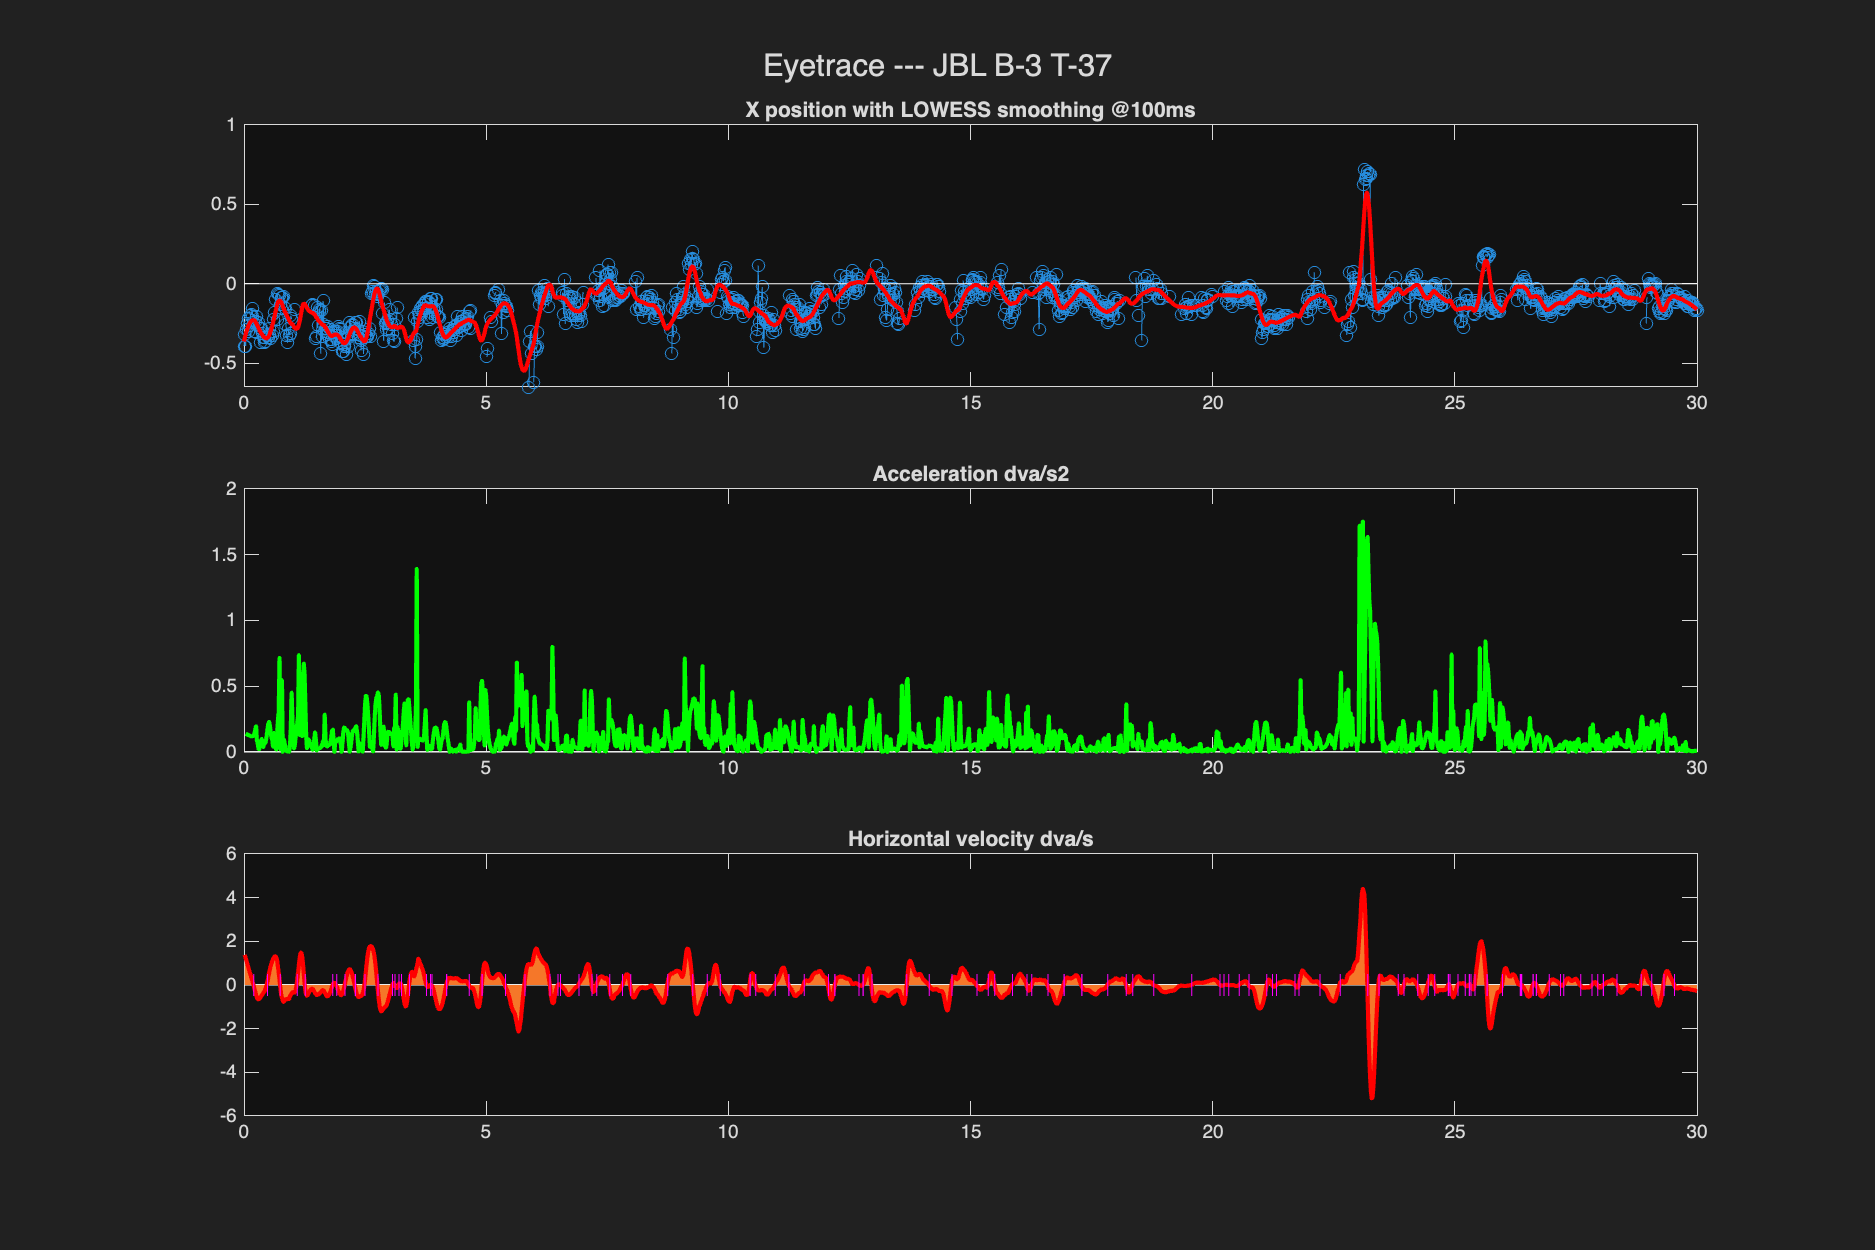 Eyetrace --- JBL B-3 T-37
X position with LOWESS smoothing @100ms
1
0.5
0
-0.5
0 5 10 15 20 25 30
Acceleration dva/s2
2
1.5
1
0.5
0
0 5 10 15 20 25 30
Horizontal velocity dva/s
6
4
2
0
-2
-4
-6
0 5 10 15 20 25 30